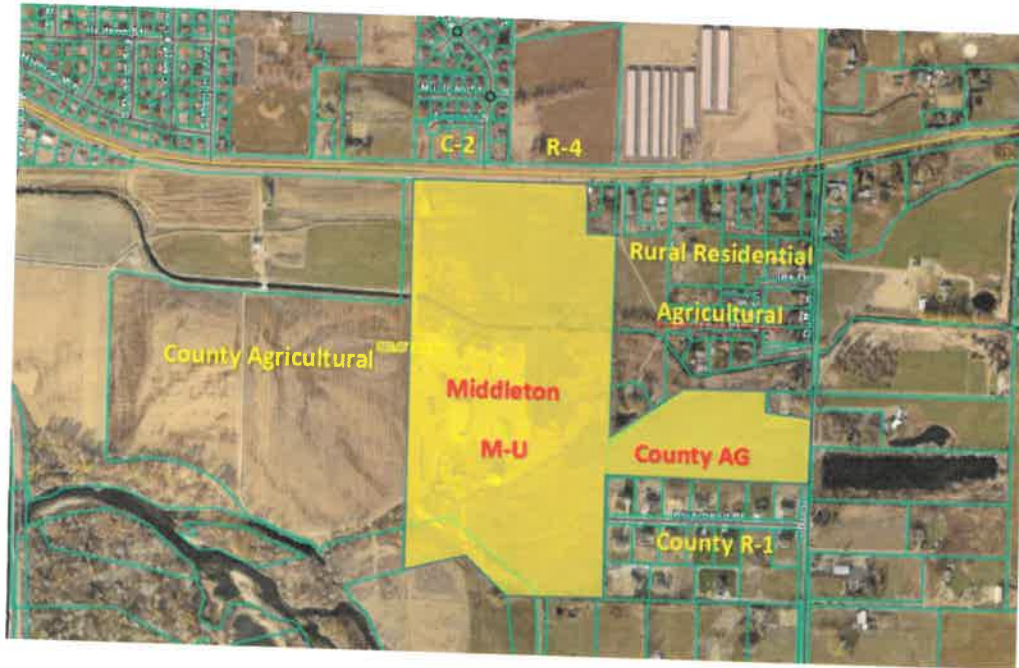 C-2
R-4
Rural Residential
Agricultural
County Agricultural
Middleton
M-U
County AG
County R-1